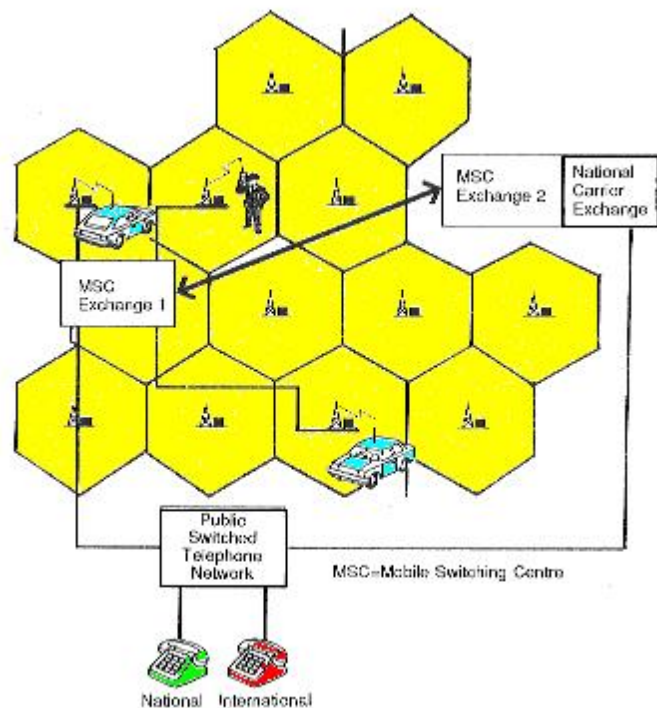 MSC
Exchange 2
National
Carrier
Exchange
MSC
Exchange 1
Public
Switched
Telephone
Network
MSC=Mobile Switching Centre
National
International